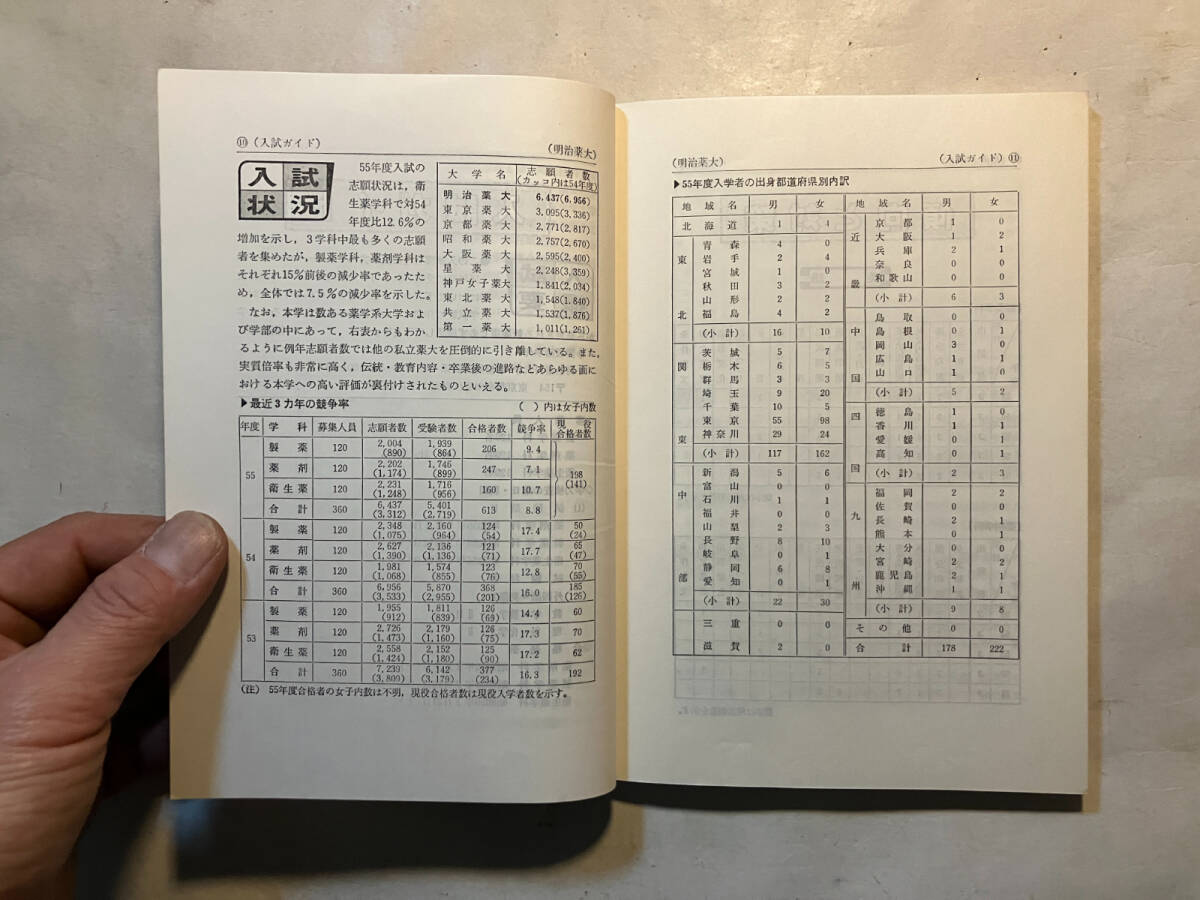 ⑩(入試ガイド)
(明治薬大)
入試
状況
55年度入試の
志願状況は,衛
生薬学科で対54
年度比12.6%の
増加を示し,3学科中最も多くの志願
者を集めたが,製薬学科,薬剤学科は
それぞれ15%前後の減少率であったた
め,全体では7.5%の減少率を示した。
なお,本学は数ある薬学系大学およ
び学部の中にあって,右表からもわか
るように例年志願者数では他の私立薬大を圧倒的に引き離している。また,
実質倍率も非常に高く,伝統・教育内容・卒業後の進路などあらゆる面に
おける本学への高い評価が裏付けされたものといえる。
大学名 志願者数(カッコ内は54年度)
明治薬大 6,437(6,956)
東京薬大 3,095(3,336)
京都薬大 2,771(2,817)
昭和薬大 2,757(2,670)
大阪薬大 2,595(2,400)
星薬大 2,248(3,359)
神戸女子薬大 1,841(2,034)
東北薬大 1,548(1,840)
共立薬大 1,537(1,876)
第一薬大 1,011(1,261)
▶最近3カ年の競争率 ( )内は女子内数
年度 学科 募集人員 志願者数 受験者数 合格者数 競争率 現役合格者数
55 製薬 120 2,004(890) 1,939(864) 206 9.4
薬剤 120 2,202(1,174) 1,746(899) 247 7.1 198(141)
衛生薬 120 2,231(1,248) 1,716(956) 160 10.7
合計 360 6,437(3,312) 5,401(2,719) 613 8.8
54 製薬 120 2,348(1,075) 2,160(964) 124(54) 17.4 50(24)
薬剤 120 2,627(1,390) 2,136(1,136) 121(71) 17.7 65(47)
衛生薬 120 1,981(1,068) 1,574(855) 123(76) 12.8 70(55)
合計 360 6,956(3,533) 5,870(2,955) 368(201) 16.0 185(126)
53 製薬 120 1,955(912) 1,811(839) 126(69) 14.4 60
薬剤 120 2,726(1,473) 2,179(1,160) 126(75) 17.3 70
衛生薬 120 2,558(1,424) 2,152(1,180) 125(90) 17.2 62
合計 360 7,239(3,809) 6,142(3,179) 377(234) 16.3 192
(注) 55年度合格者の女子内数は不明,現役合格者数は現役入学者数を示す。
(明治薬大)
(入試ガイド)⑪
▶55年度入学者の出身都道府県別内訳
地域名 男 女
北海道 1 4
東北
青森 4 0
岩手 2 4
宮城 1 0
秋田 3 2
山形 2 2
福島 4 2
(小計) 16 10
関東
茨城 5 7
栃木 6 5
群馬 3 3
埼玉 9 20
千葉 10 5
東京 55 98
神奈川 29 24
(小計) 117 162
中部
新潟 5 6
富山 0 0
石川 1 1
福井 0 0
山梨 2 3
長野 8 10
岐阜 0 1
静岡 6 8
愛知 0 1
(小計) 22 30
三重 0 0
滋賀 2 0
地域名 男 女
近畿
京都 1 0
大阪 1 2
兵庫 2 1
奈良 0 0
和歌山 0 0
(小計) 6 3
中国
鳥取 0 0
島根 0 1
岡山 3 0
広島 1 1
山口 1 0
(小計) 5 2
四国
徳島 1 0
香川 1 1
愛媛 0 1
高知 0 1
(小計) 2 3
九州
福岡 2 2
佐賀 0 0
長崎 2 1
熊本 0 1
大分 0 0
宮崎 2 2
鹿児島 2 1
沖縄 1 1
(小計) 9 8
その他 0 0
合計 178 222